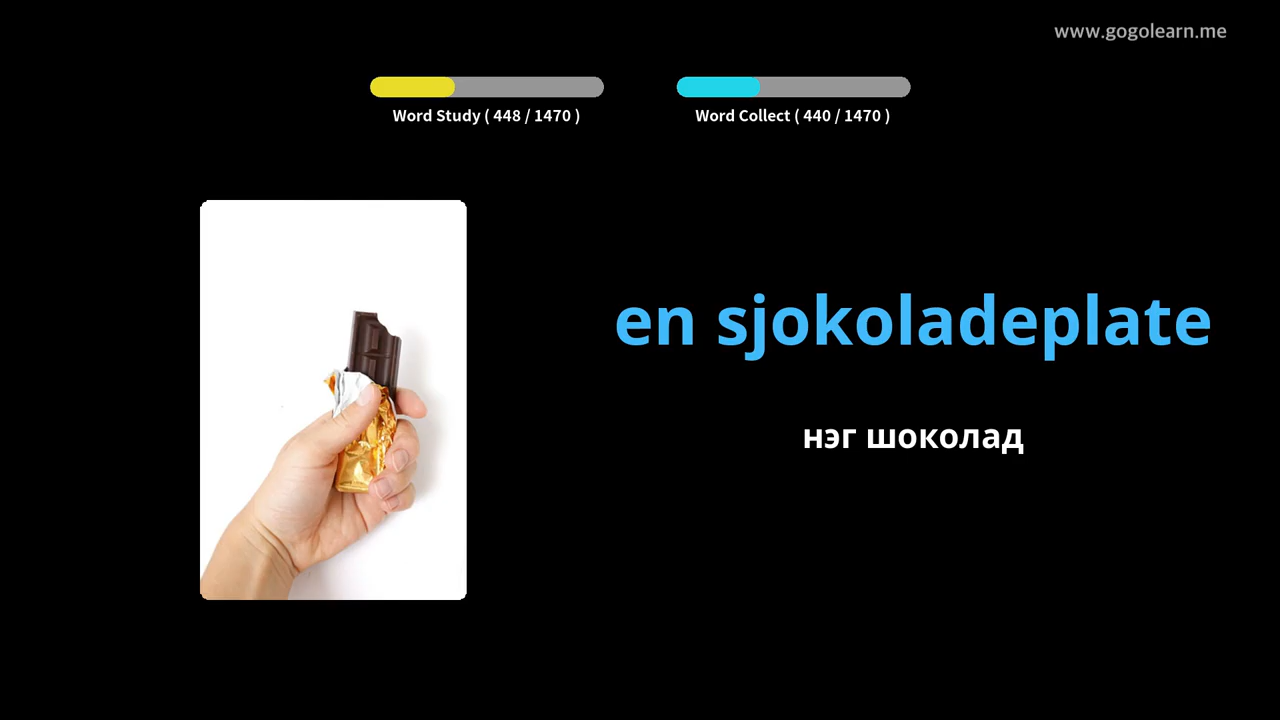 www.gogolearn.me
Word Study ( 448 / 1470 )
Word Collect ( 440 / 1470 )
en sjokoladeplate
нэг шоколад